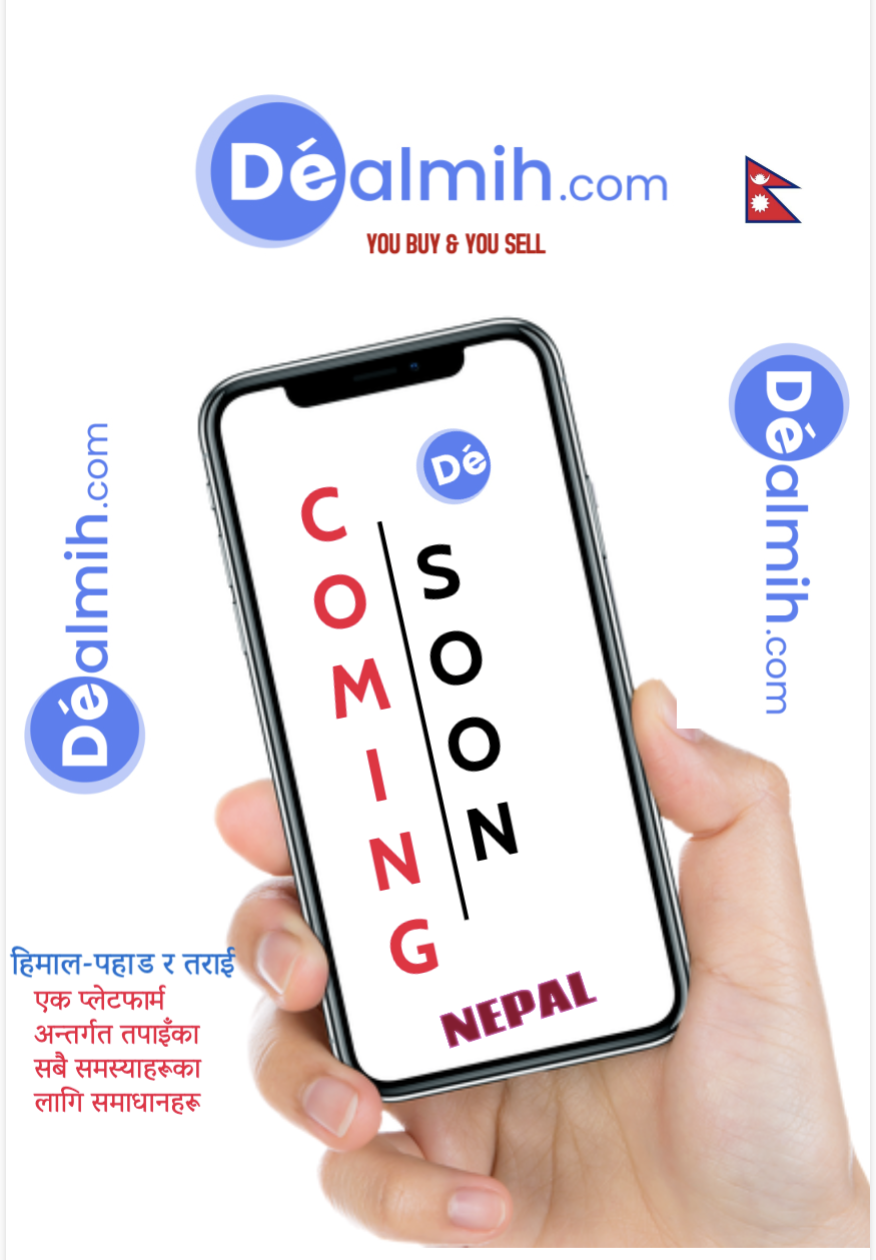 Déalmih.com
YOU BUY & YOU SELL
Dé
COMING
SOON
NEPAL
Déalmih.com
Déalmih.com
हिमाल-पहाड र तराई
एक प्लेटफार्म
अन्तर्गत तपाइँका
सबै समस्याहरूका
लागि समाधानहरू